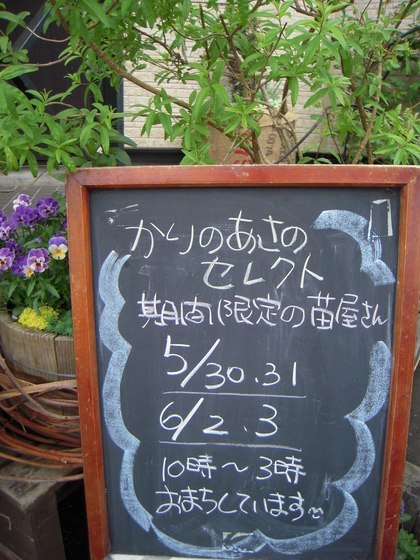 かりのあさの
セレクト
期間限定の苗屋さん
5/30.31
6/2.3
10時～3時
おまちしています